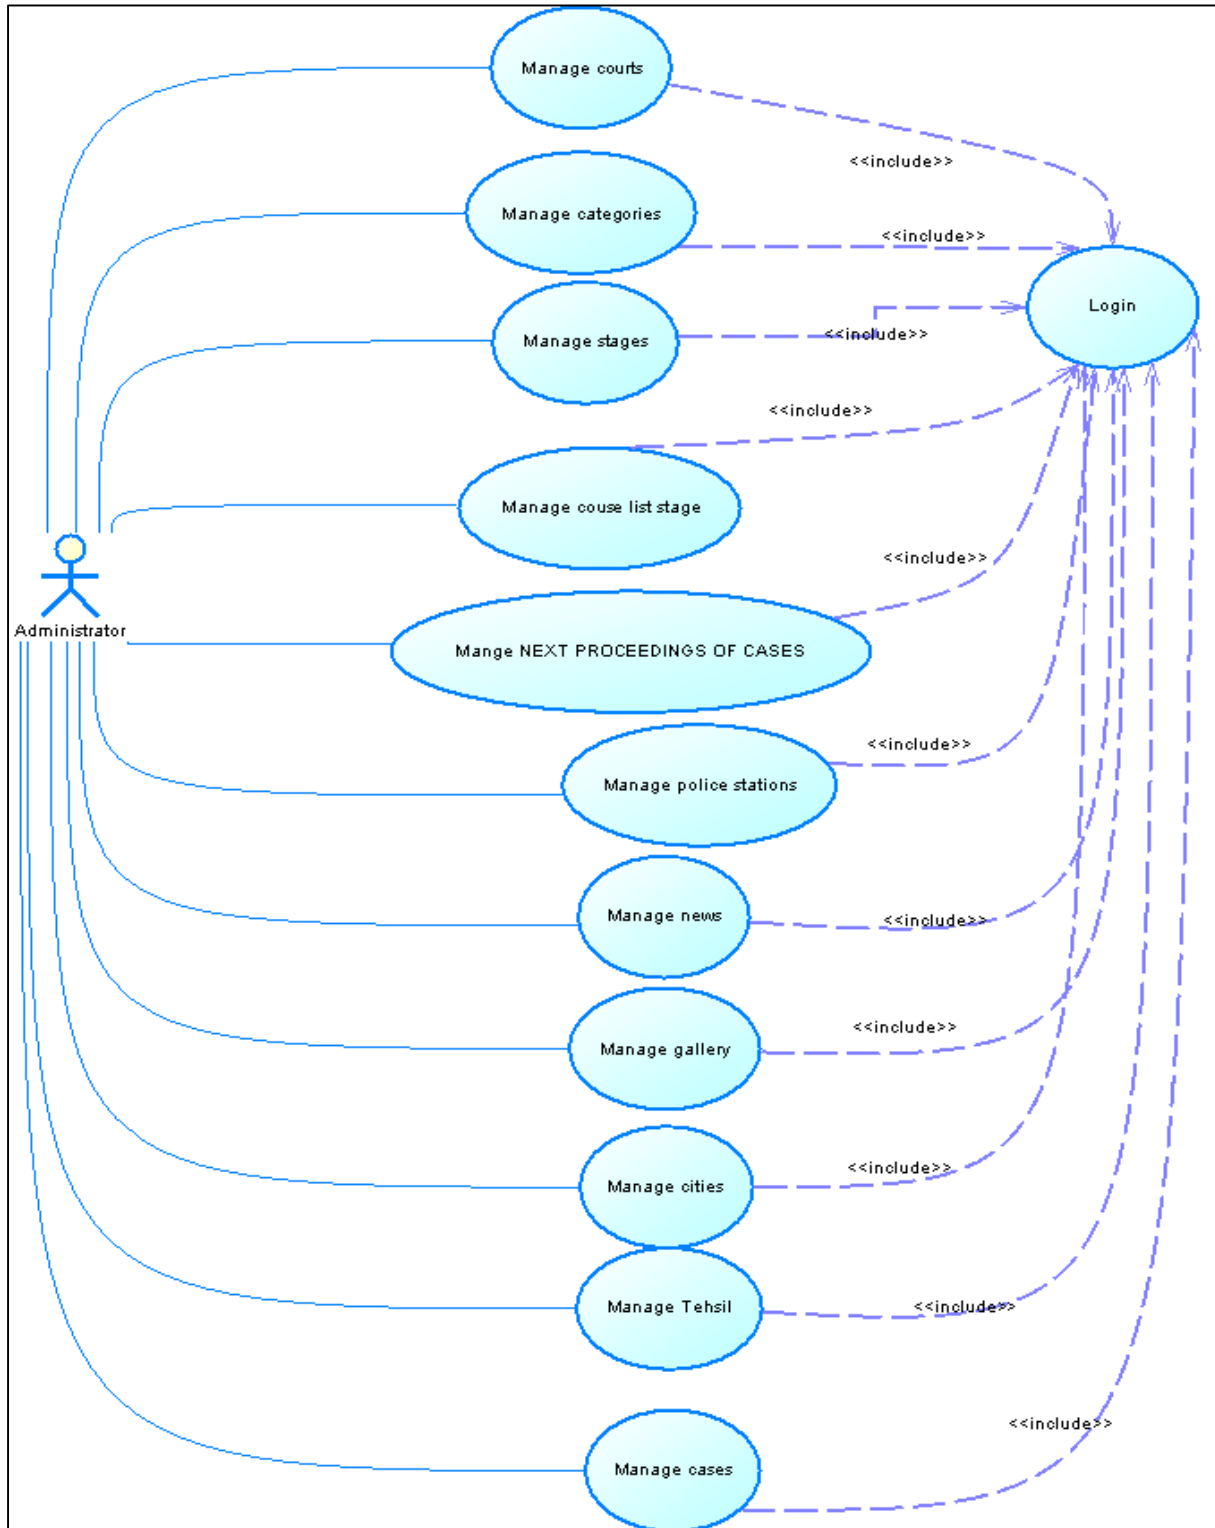 Manage courts
<<include>>
Manage categories
<<include>>
Login
Manage stages
<<include>>
<<include>>
Manage couse list stage
<<include>>
Administrator
Mange NEXT PROCEEDINGS OF CASES
<<include>>
Manage police stations
Manage news
<<include>>
<<include>>
Manage gallery
<<include>>
Manage cities
Manage Tehsil
<<include>>
<<include>>
Manage cases